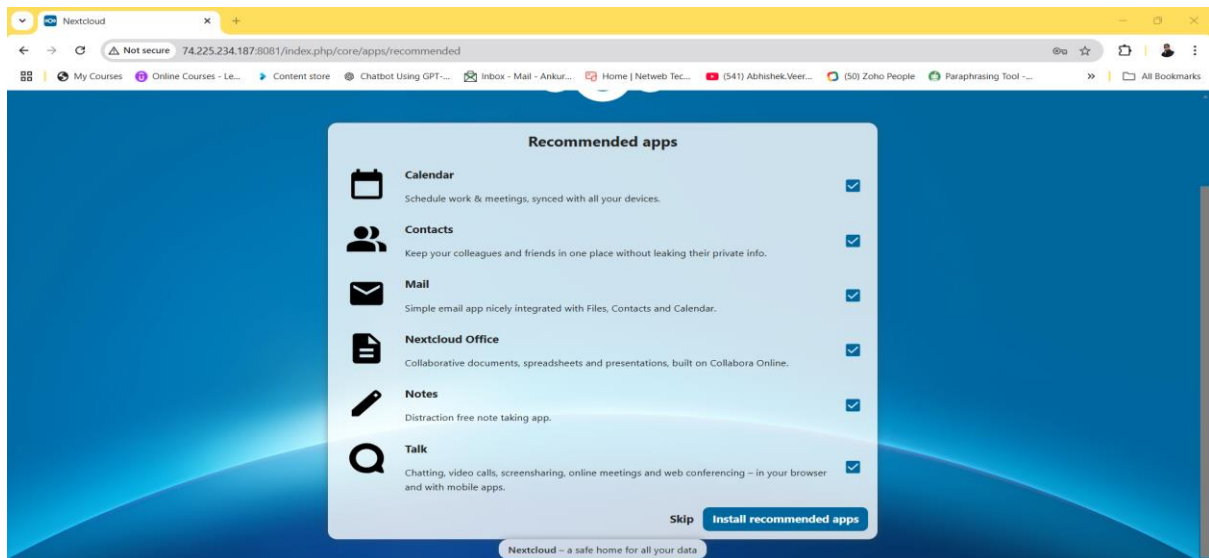 Nextcloud
Not secure 74.225.234.187:8081/index.php/core/apps/recommended
My Courses Online Courses - Le... Content store Chatbot Using GPT-... Inbox - Mail - Ankur... Home | Netweb Tec... (541) Abhishek.Veer... (50) Zoho People Paraphrasing Tool -... » All Bookmarks
Recommended apps
Calendar
Schedule work & meetings, synced with all your devices.
Contacts
Keep your colleagues and friends in one place without leaking their private info.
Mail
Simple email app nicely integrated with Files, Contacts and Calendar.
Nextcloud Office
Collaborative documents, spreadsheets and presentations, built on Collabora Online.
Notes
Distraction free note taking app.
Talk
Chatting, video calls, screensharing, online meetings and web conferencing – in your browser
and with mobile apps.
Skip Install recommended apps
Nextcloud – a safe home for all your data